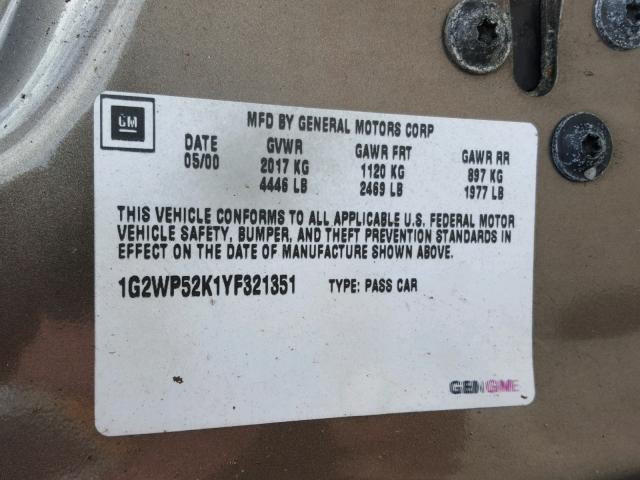 GM
MFD BY GENERAL MOTORS CORP
DATE GVWR GAWR FRT GAWR RR
05/00 2017 KG 1120 KG 897 KG
4446 LB 2469 LB 1977 LB
THIS VEHICLE CONFORMS TO ALL APPLICABLE U.S. FEDERAL MOTOR
VEHICLE SAFETY, BUMPER, AND THEFT PREVENTION STANDARDS IN
EFFECT ON THE DATE OF MANUFACTURE SHOWN ABOVE.
1G2WP52K1YF321351 TYPE: PASS CAR